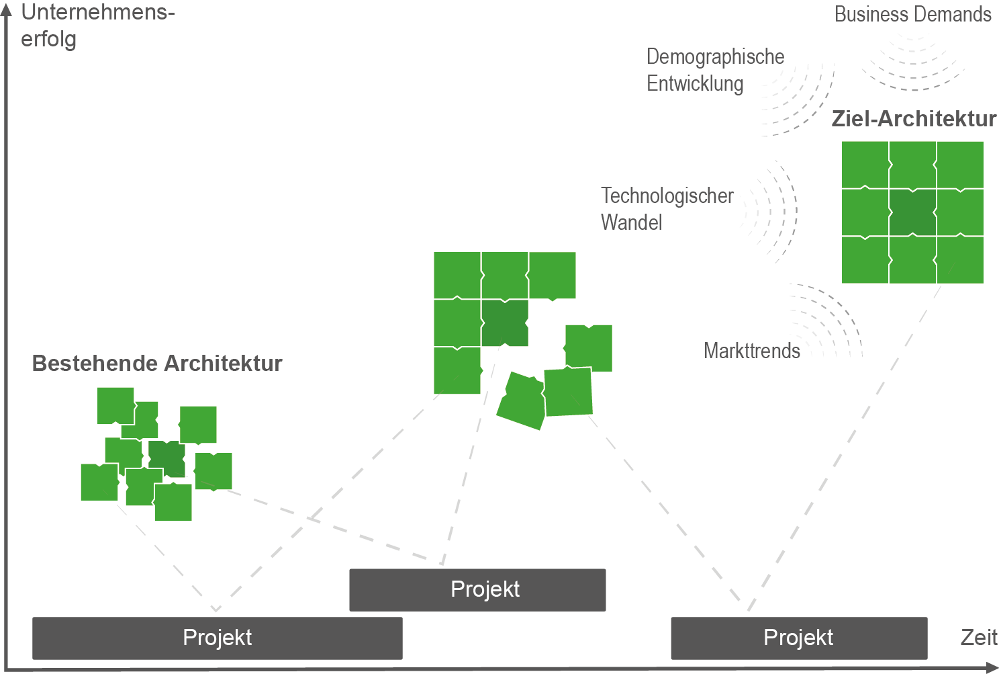 Unternehmens-
erfolg
Business Demands
Demographische
Entwicklung
Ziel-Architektur
Technologischer
Wandel
Markttrends
Bestehende Architektur
Projekt
Projekt
Projekt
Zeit